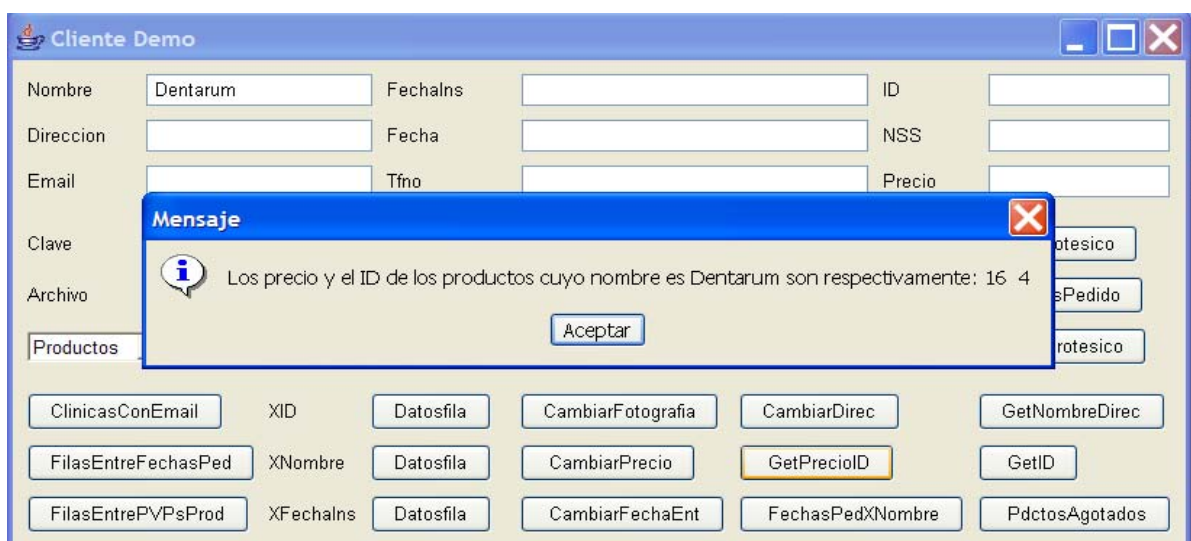 Cliente Demo
Nombre Dentarum FechaIns ID
Direccion Fecha NSS
Email Tfno Precio
Mensaje
Clave otesico
Los precio y el ID de los productos cuyo nombre es Dentarum son respectivamente: 16 4
Archivo sPedido
Aceptar
Productos rotesico
ClinicasConEmail XID Datosfila CambiarFotografia CambiarDirec GetNombreDirec
FilasEntreFechasPed XNombre Datosfila CambiarPrecio GetPrecioID GetID
FilasEntrePVPsProd XFechaIns Datosfila CambiarFechaEnt FechasPedXNombre PdctosAgotados